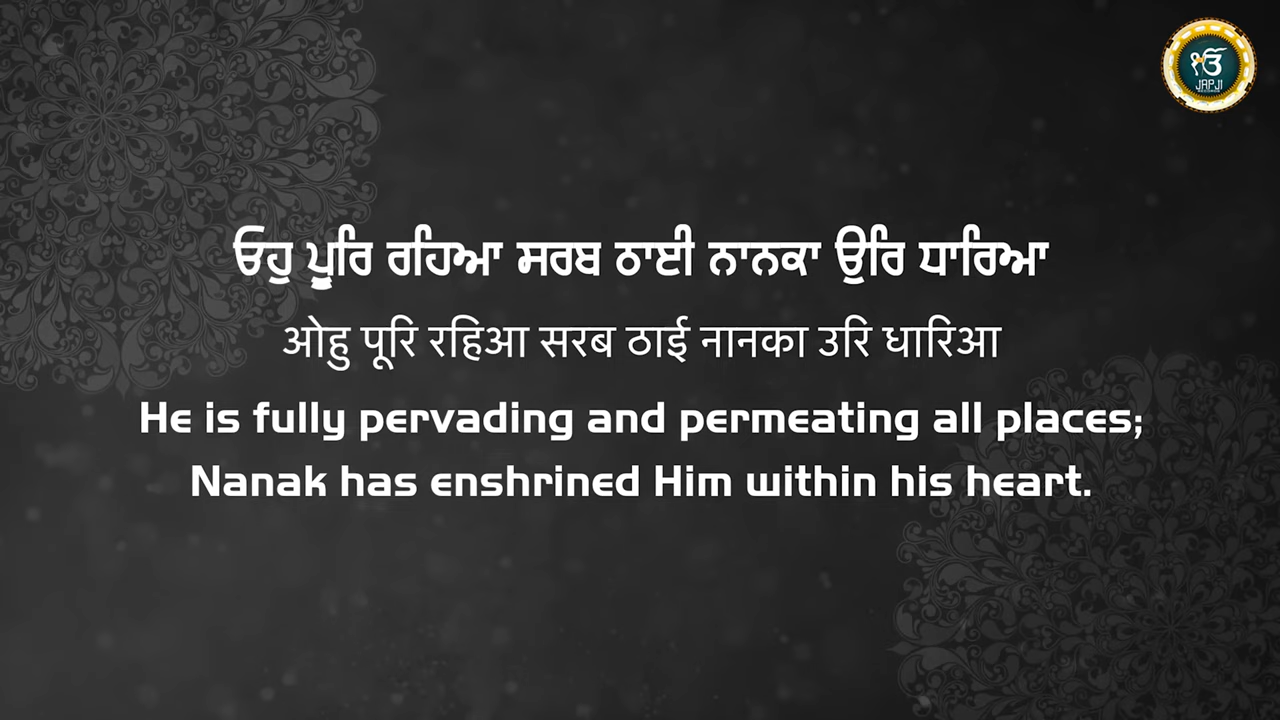 ੴ
JAPJI
ਓਹੁ ਪੂਰਿ ਰਹਿਆ ਸਰਬ ਠਾਈ ਨਾਨਕਾ ਉਰਿ ਧਾਰਿਆ
ओहु पूरि रहिआ सरब ठाई नानका उरि धारिआ
He is fully pervading and permeating all places;
Nanak has enshrined Him within his heart.